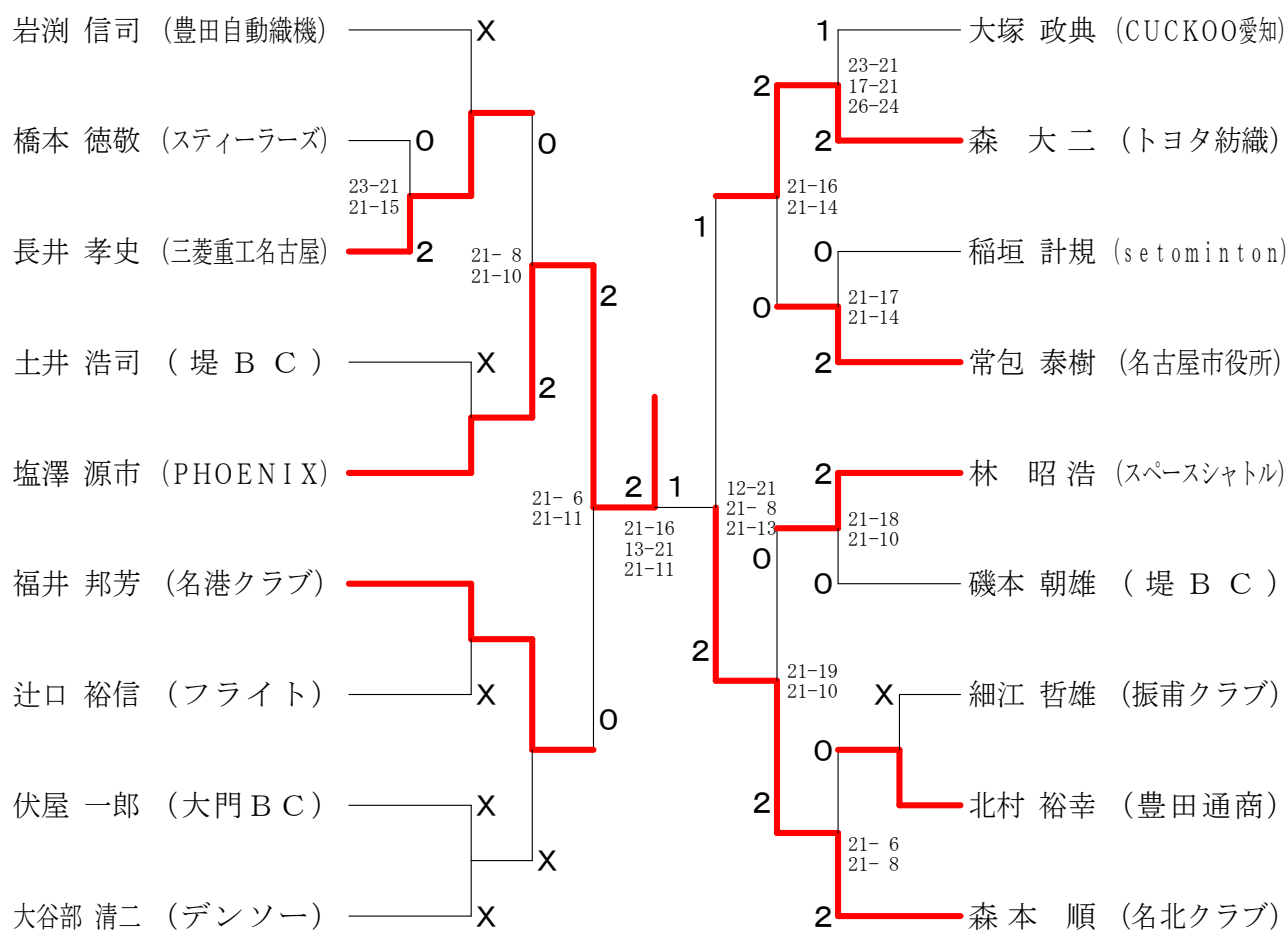 岩渕 信司 (豊田自動織機)
X
橋本 徳敬 (スティーラーズ)
0
0
23-21
21-15
長井 孝史 (三菱重工名古屋)
2
21- 8
21-10
2
土井 浩司 (堤BC)
X
2
塩澤 源市 (PHOENIX)
21- 6
21-11
2
1
21-16
13-21
21-11
福井 邦芳 (名港クラブ)
辻口 裕信 (フライト)
X
0
伏屋 一郎 (大門BC)
X
X
大谷部 清二 (デンソー)
X
1
大塚 政典 (CUCKOO愛知)
2
23-21
17-21
26-24
2
森 大二 (トヨタ紡織)
1
21-16
21-14
0
稲垣 計規 (setominton)
0
21-17
21-14
2
常包 泰樹 (名古屋市役所)
2
林 昭浩 (スペースシャトル)
12-21
21- 8
21-13
0
21-18
21-10
0
磯本 朝雄 (堤BC)
2
21-19
21-10
X
細江 哲雄 (振甫クラブ)
0
2
北村 裕幸 (豊田通商)
21- 6
21- 8
2
森本 順 (名北クラブ)